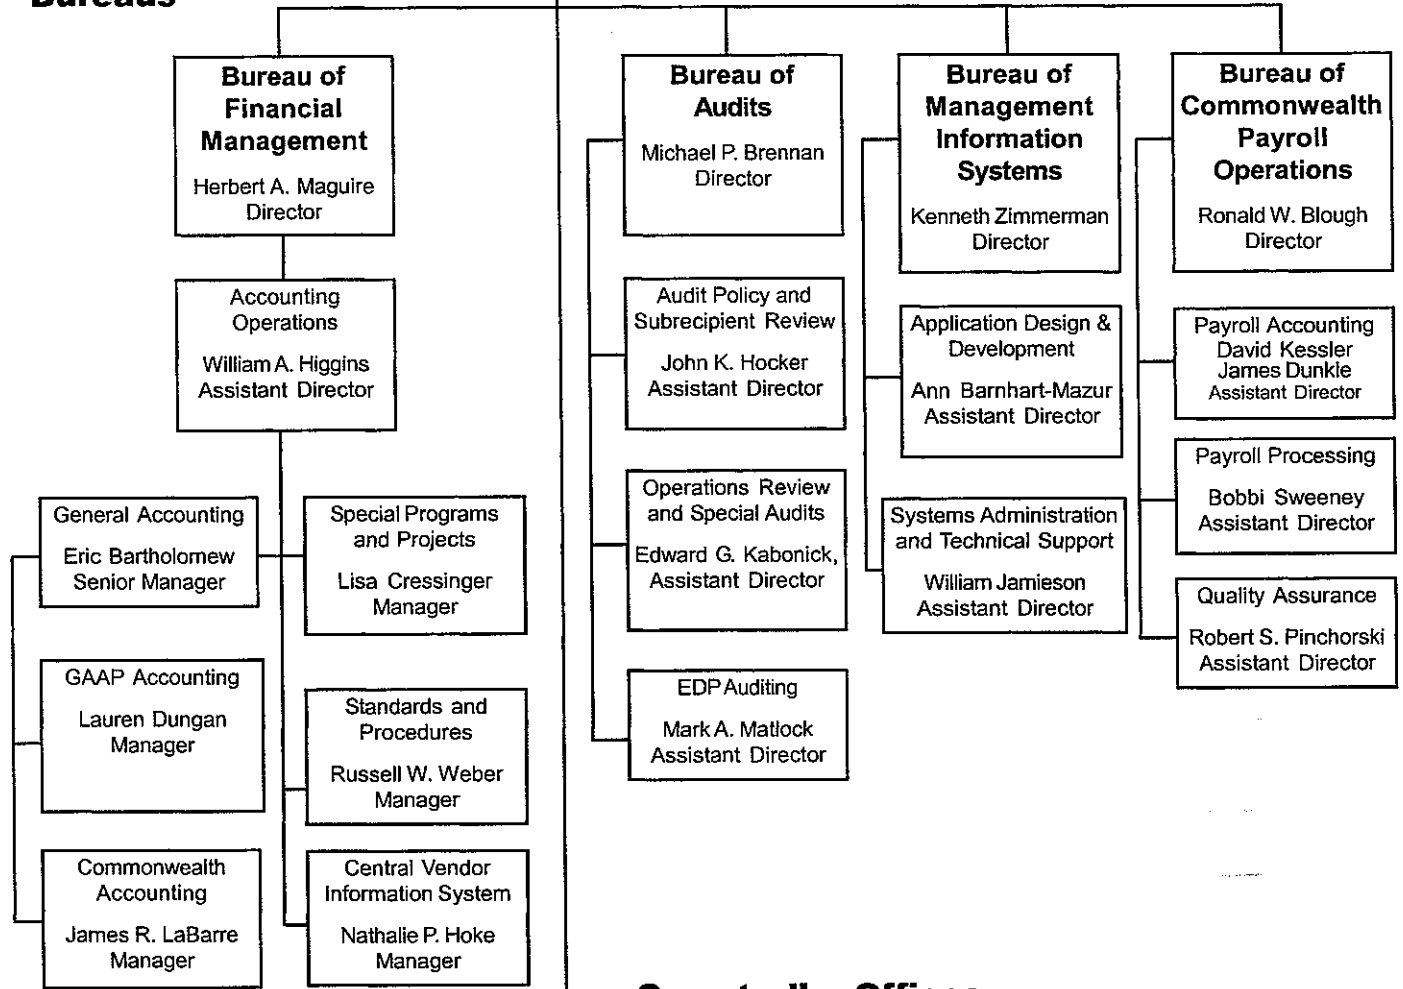 Bureaus
Bureau of
Financial
Management
Herbert A. Maguire
Director
Accounting
Operations
William A. Higgins
Assistant Director
General Accounting
Eric Bartholomew
Senior Manager
Special Programs
and Projects
Lisa Cressinger
Manager
GAAP Accounting
Lauren Dungan
Manager
Standards and
Procedures
Russell W. Weber
Manager
Commonwealth
Accounting
James R. LaBarre
Manager
Central Vendor
Information System
Nathalie P. Hoke
Manager
Bureau of
Audits
Michael P. Brennan
Director
Audit Policy and
Subrecipient Review
John K. Hocker
Assistant Director
Operations Review
and Special Audits
Edward G. Kabonick,
Assistant Director
EDP Auditing
Mark A. Matlock
Assistant Director
Bureau of
Management
Information
Systems
Kenneth Zimmerman
Director
Application Design &
Development
Ann Barnhart-Mazur
Assistant Director
Systems Administration
and Technical Support
William Jamieson
Assistant Director
Bureau of
Commonwealth
Payroll
Operations
Ronald W. Blough
Director
Payroll Accounting
David Kessler
James Dunkle
Assistant Director
Payroll Processing
Bobbi Sweeney
Assistant Director
Quality Assurance
Robert S. Pinchorski
Assistant Director